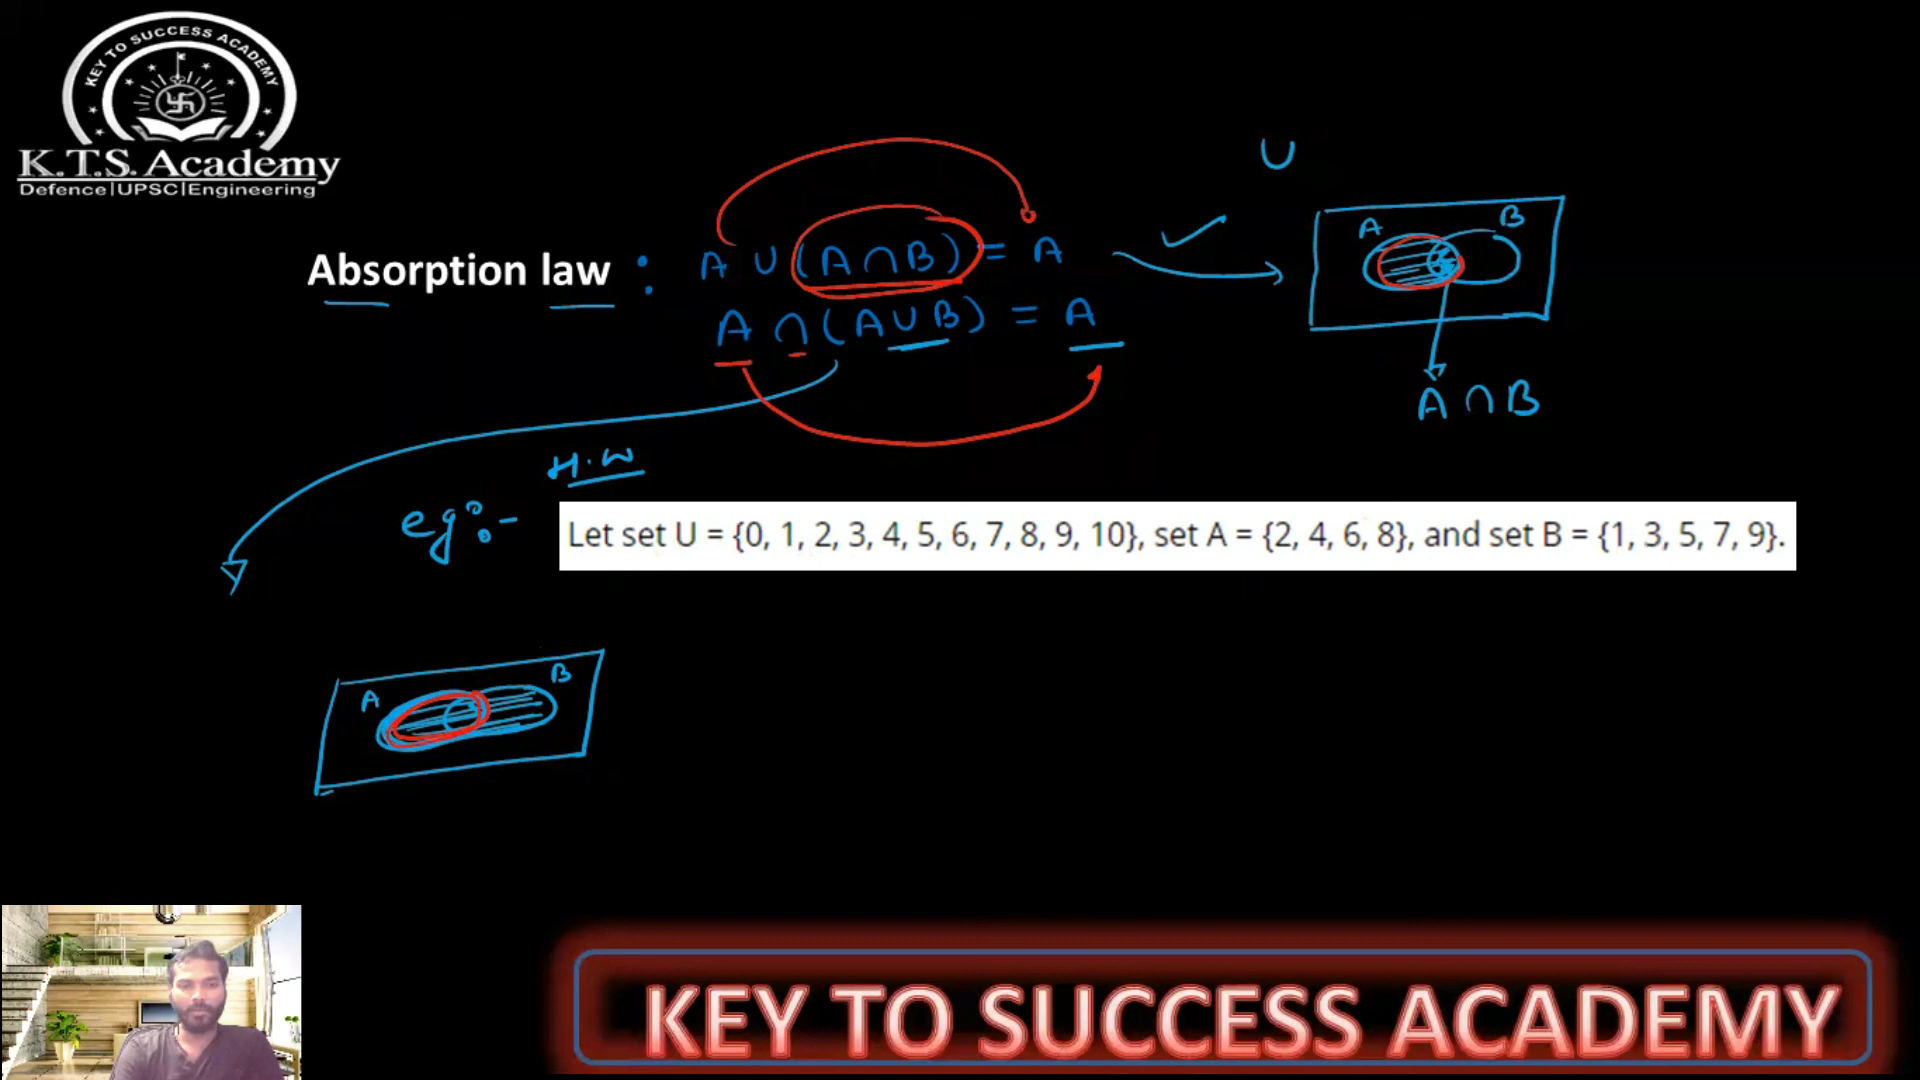 KEY TO SUCCESS ACADEMY
K.T.S. Academy
Defence|UPSC|Engineering
U
Absorption law : A ∪ (A∩B) = A
A ∩ (A∪B) = A
A B
A ∩ B
H.W
eg:-
Let set U = {0, 1, 2, 3, 4, 5, 6, 7, 8, 9, 10}, set A = {2, 4, 6, 8}, and set B = {1, 3, 5, 7, 9}.
A B
KEY TO SUCCESS ACADEMY